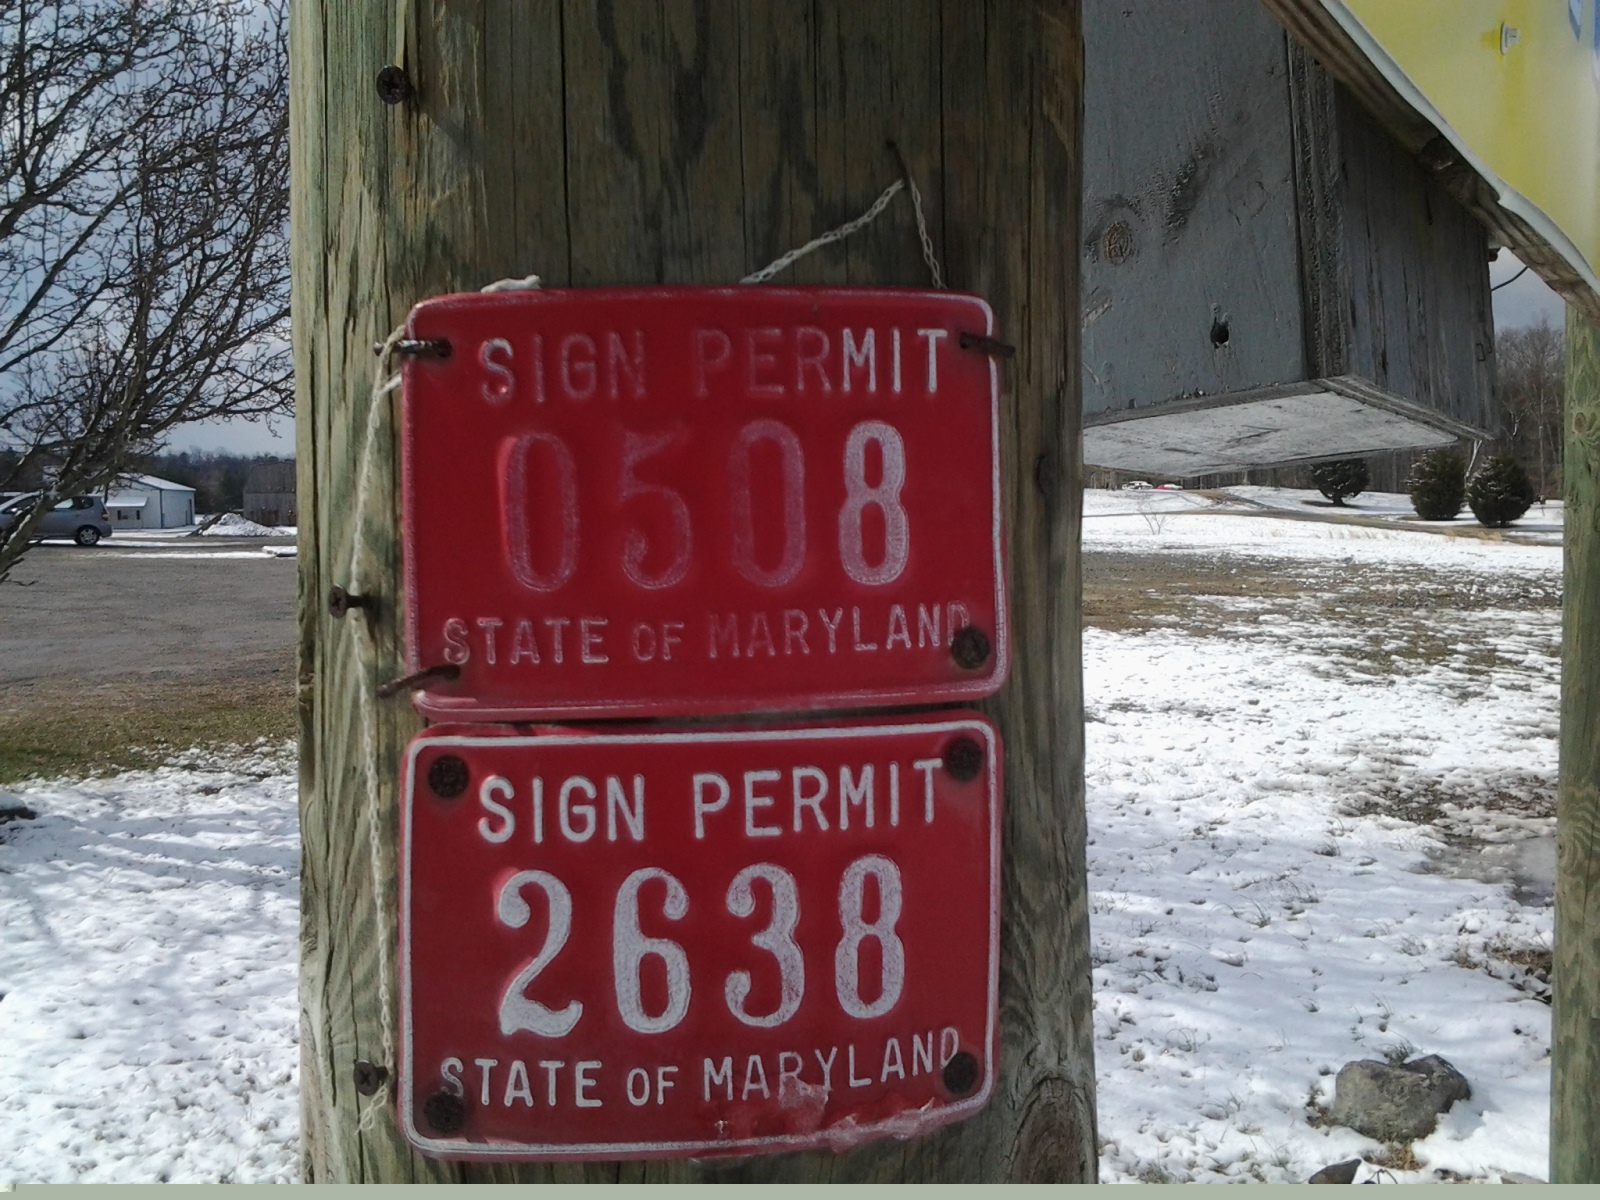 SIGN PERMIT
0508
STATE OF MARYLAND
SIGN PERMIT
2638
STATE OF MARYLAND